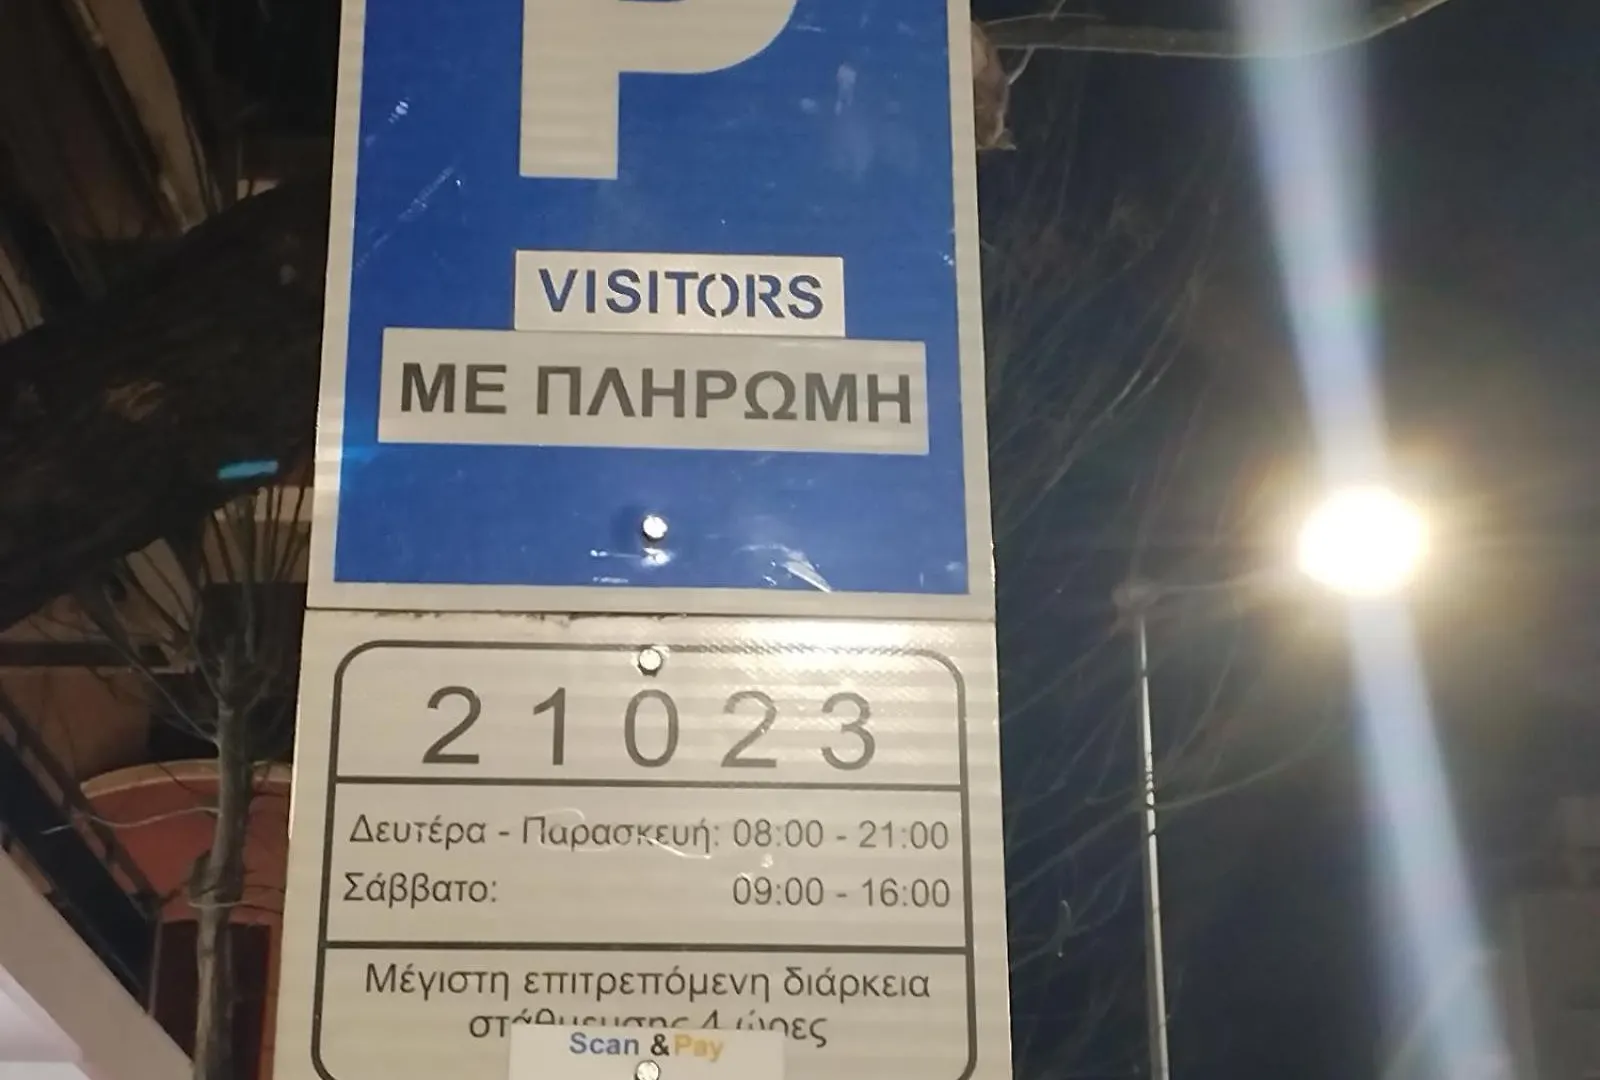 P
VISITORS
ΜΕ ΠΛΗΡΩΜΗ
21023
Δευτέρα - Παρασκευή: 08:00 - 21:00
Σάββατο: 09:00 - 16:00
Μέγιστη επιτρεπόμενη διάρκεια
στάθμευσης 4 ώρες
Scan & Pay